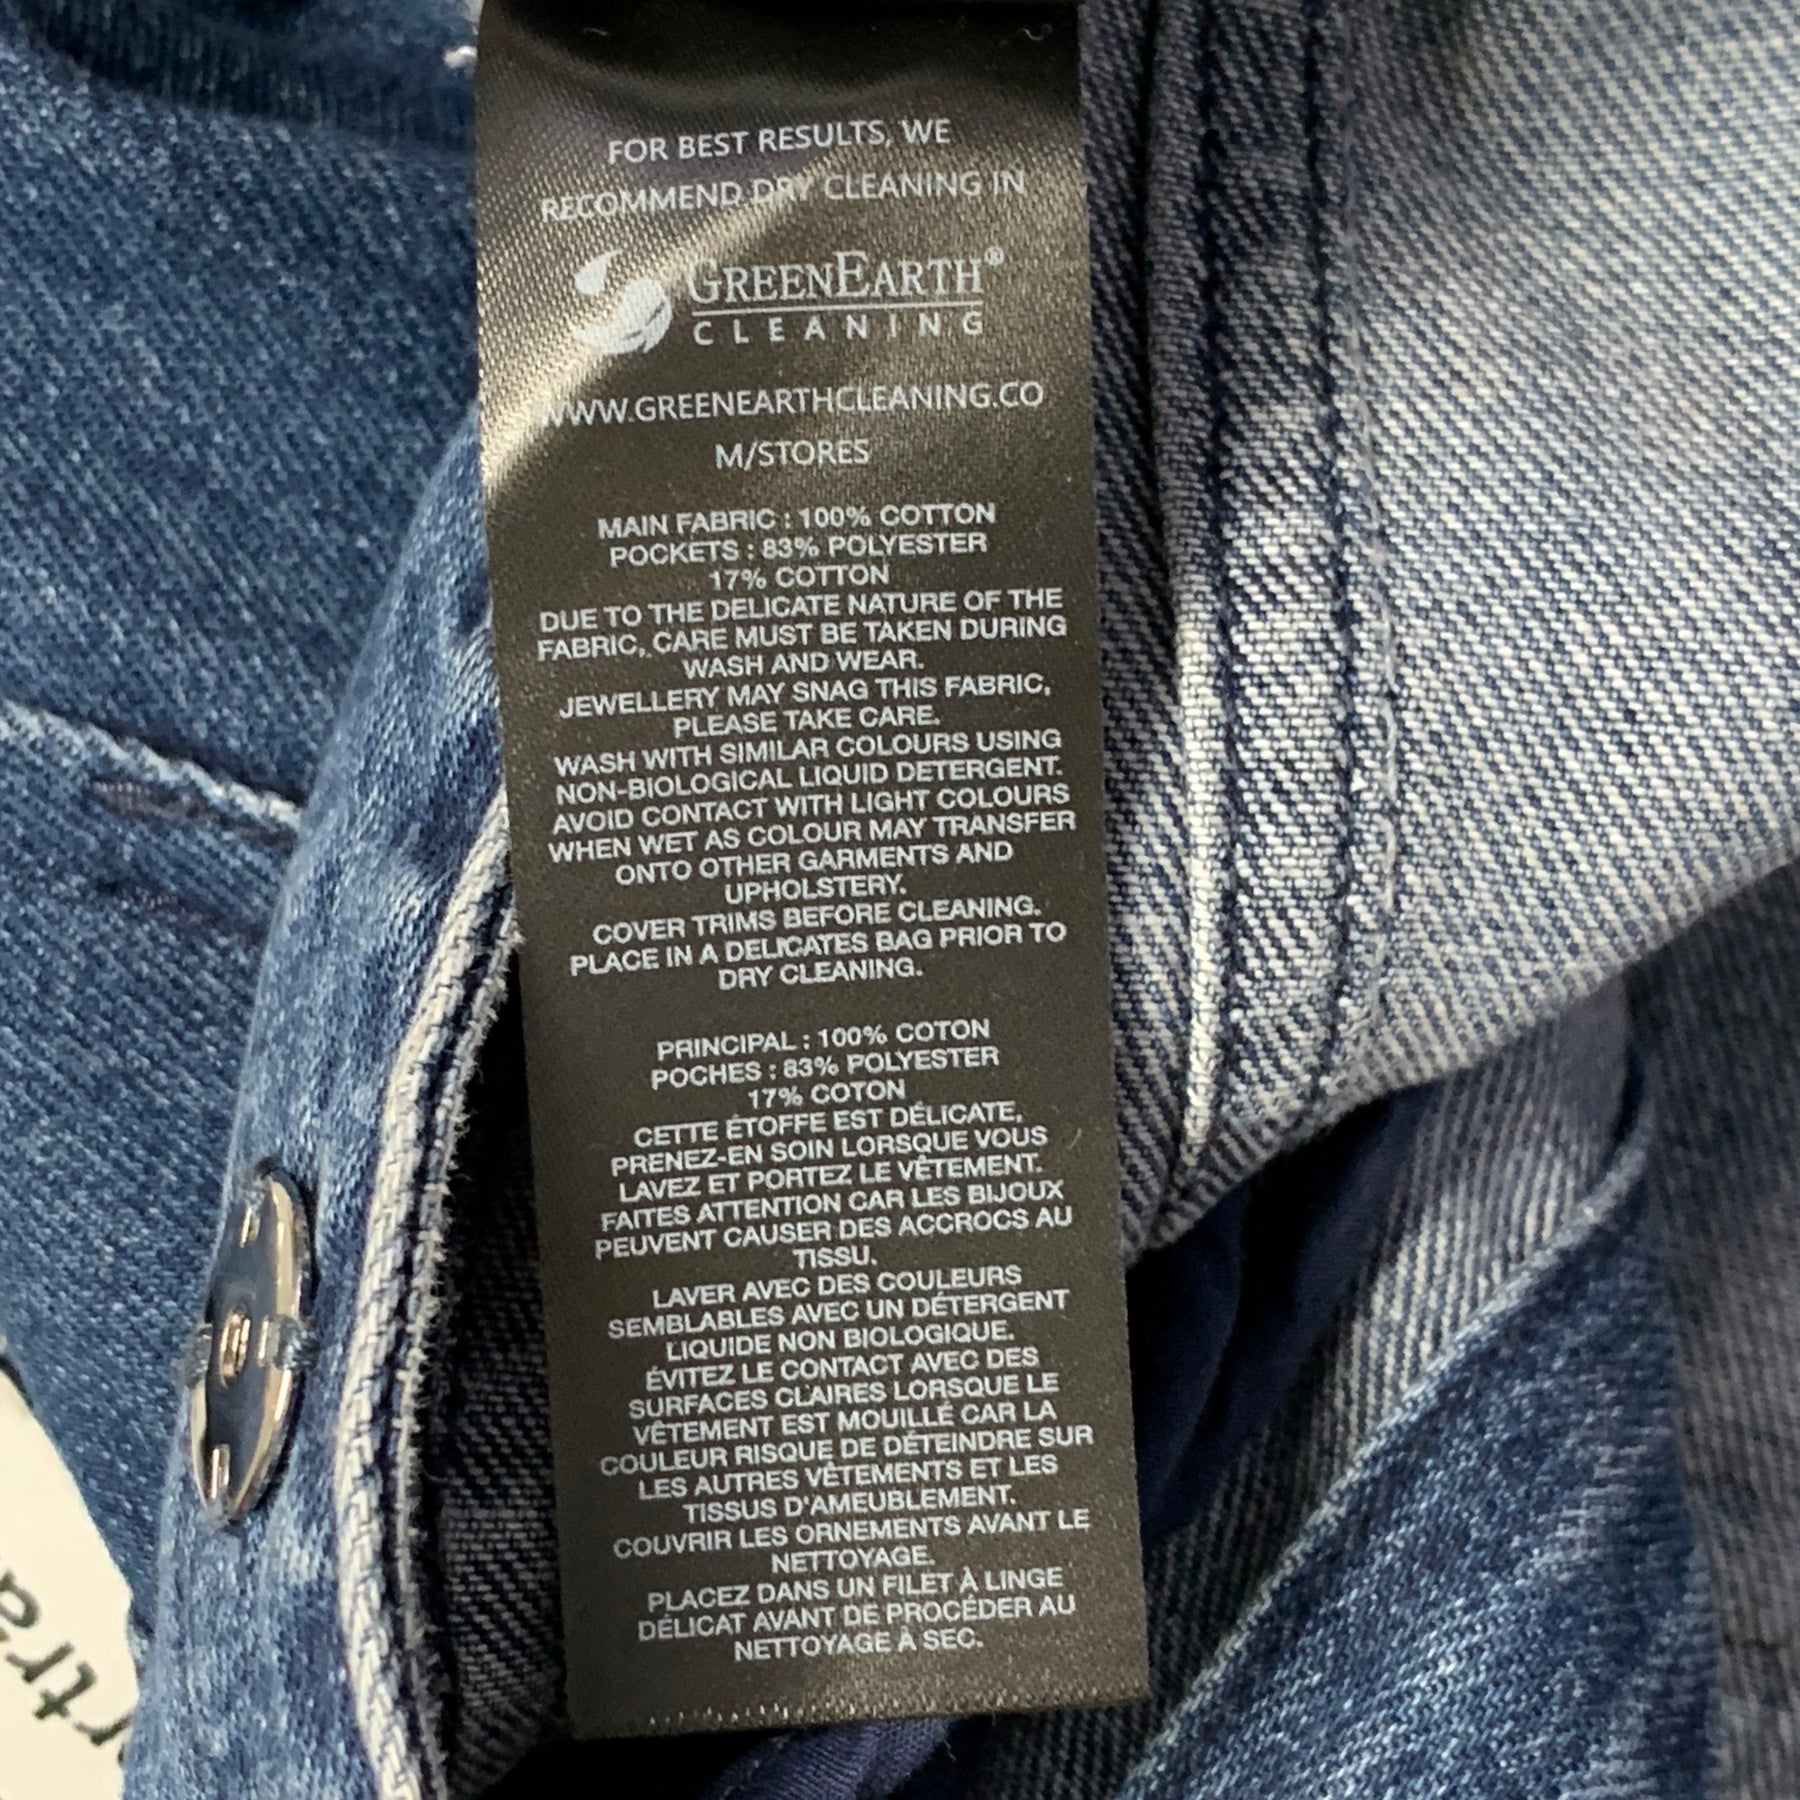 FOR BEST RESULTS, WE
RECOMMEND DRY CLEANING IN
GREENEARTH®
CLEANING
WWW.GREENEARTHCLEANING.CO
M/STORES
MAIN FABRIC : 100% COTTON
POCKETS : 83% POLYESTER
17% COTTON
DUE TO THE DELICATE NATURE OF THE
FABRIC, CARE MUST BE TAKEN DURING
WASH AND WEAR.
JEWELLERY MAY SNAG THIS FABRIC,
PLEASE TAKE CARE.
WASH WITH SIMILAR COLOURS USING
NON-BIOLOGICAL LIQUID DETERGENT.
AVOID CONTACT WITH LIGHT COLOURS
WHEN WET AS COLOUR MAY TRANSFER
ONTO OTHER GARMENTS AND
UPHOLSTERY.
COVER TRIMS BEFORE CLEANING.
PLACE IN A DELICATES BAG PRIOR TO
DRY CLEANING.
PRINCIPAL : 100% COTON
POCHES : 83% POLYESTER
17% COTON
CETTE ÉTOFFE EST DÉLICATE,
PRENEZ-EN SOIN LORSQUE VOUS
LAVEZ ET PORTEZ LE VÊTEMENT.
FAITES ATTENTION CAR LES BIJOUX
PEUVENT CAUSER DES ACCROCS AU
TISSU.
LAVER AVEC DES COULEURS
SEMBLABLES AVEC UN DÉTERGENT
LIQUIDE NON BIOLOGIQUE.
ÉVITEZ LE CONTACT AVEC DES
SURFACES CLAIRES LORSQUE LE
VÊTEMENT EST MOUILLÉ CAR LA
COULEUR RISQUE DE DÉTEINDRE SUR
LES AUTRES VÊTEMENTS ET LES
TISSUS D'AMEUBLEMENT.
COUVRIR LES ORNEMENTS AVANT LE
NETTOYAGE.
PLACEZ DANS UN FILET À LINGE
DÉLICAT AVANT DE PROCÉDER AU
NETTOYAGE À SEC.